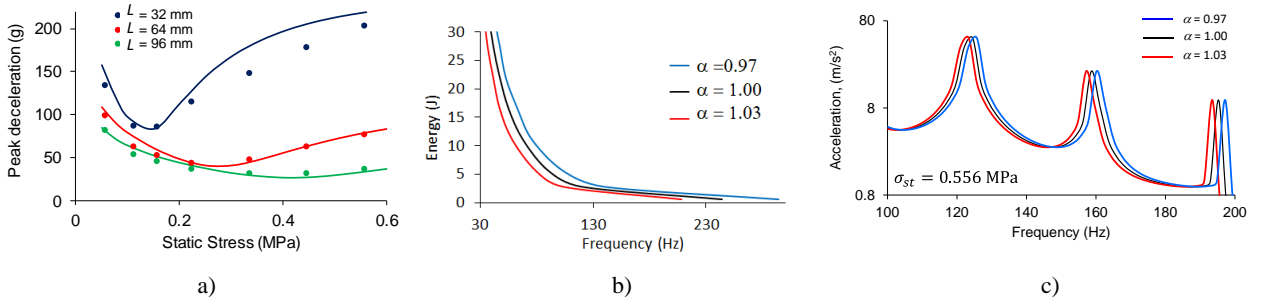 L = 32 mm
L = 64 mm
L = 96 mm
Peak deceleration (g)
200
150
100
50
0
0 0.2 0.4 0.6
Static Stress (MPa)
a)
α =0.97
α = 1.00
α = 1.03
Energy (J)
30
25
20
15
10
5
0
30 130 230
Frequency (Hz)
b)
α = 0.97
α = 1.00
α = 1.03
Acceleration, (m/s²)
80
8
0.8
σst = 0.556 MPa
100 120 140 160 180 200
Frequency (Hz)
c)